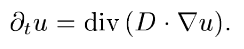 ∂ₜu = div (D · ∇u).